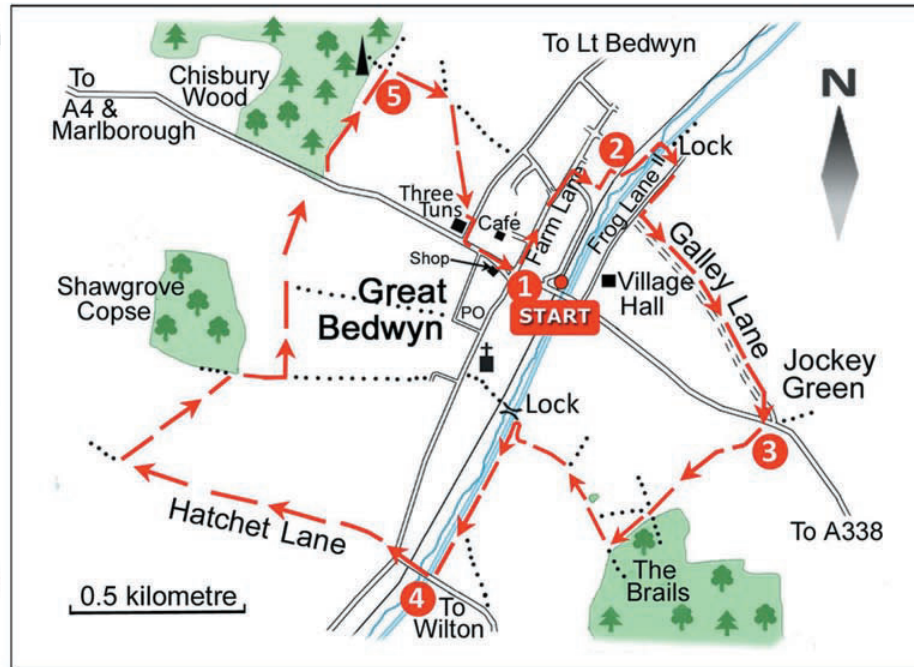 To Lt Bedwyn
To
A4 &
Marlborough
Chisbury
Wood
5
2
Lock
N
Three
Tuns
Café
Farm Lane
Frog Lane
Galley Lane
Shop
Shawgrove
Copse
Great
Bedwyn
PO
1
START
Village
Hall
Jockey
Green
Lock
3
Hatchet Lane
To A338
The
Brails
0.5 kilometre
4
To
Wilton